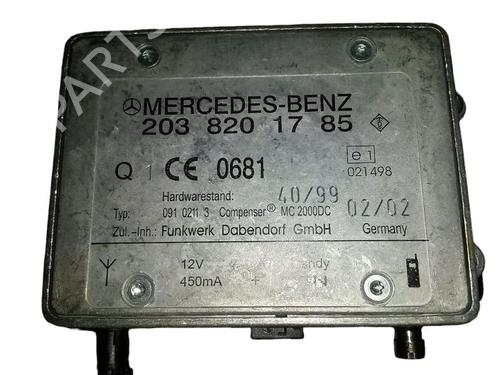 MERCEDES-BENZ
203 820 17 85
Q 1 CE 0681 e1
021498
Hardwarestand: 40/99
Typ: 091 0211 3 Compenser® MC 2000DC 02/02
Zul.-Inh.: Funkwerk Dabendorf GmbH Germany
12V
450mA +